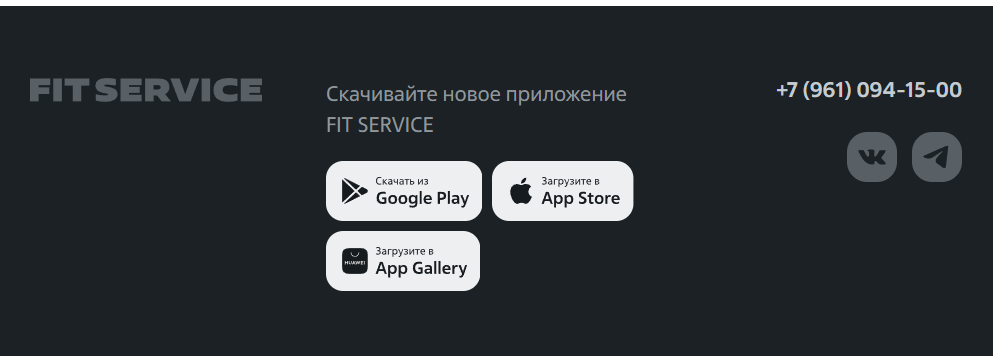 FIT SERVICE
Скачивайте новое приложение
FIT SERVICE
Скачать из
Google Play
Загрузите в
App Store
HUAWEI
Загрузите в
App Gallery
+7 (961) 094-15-00